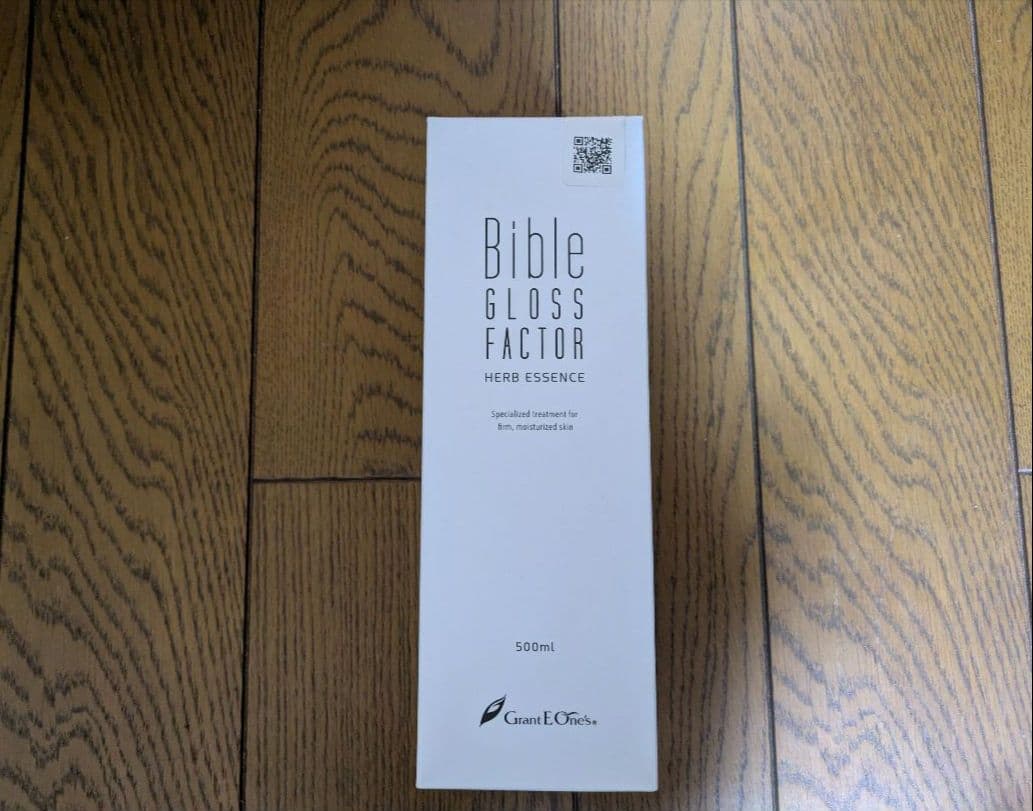 Bible
GLOSS
FACTOR
HERB ESSENCE
Specialized treatment for
firm, moisturized skin
500ml
Grant E One's®